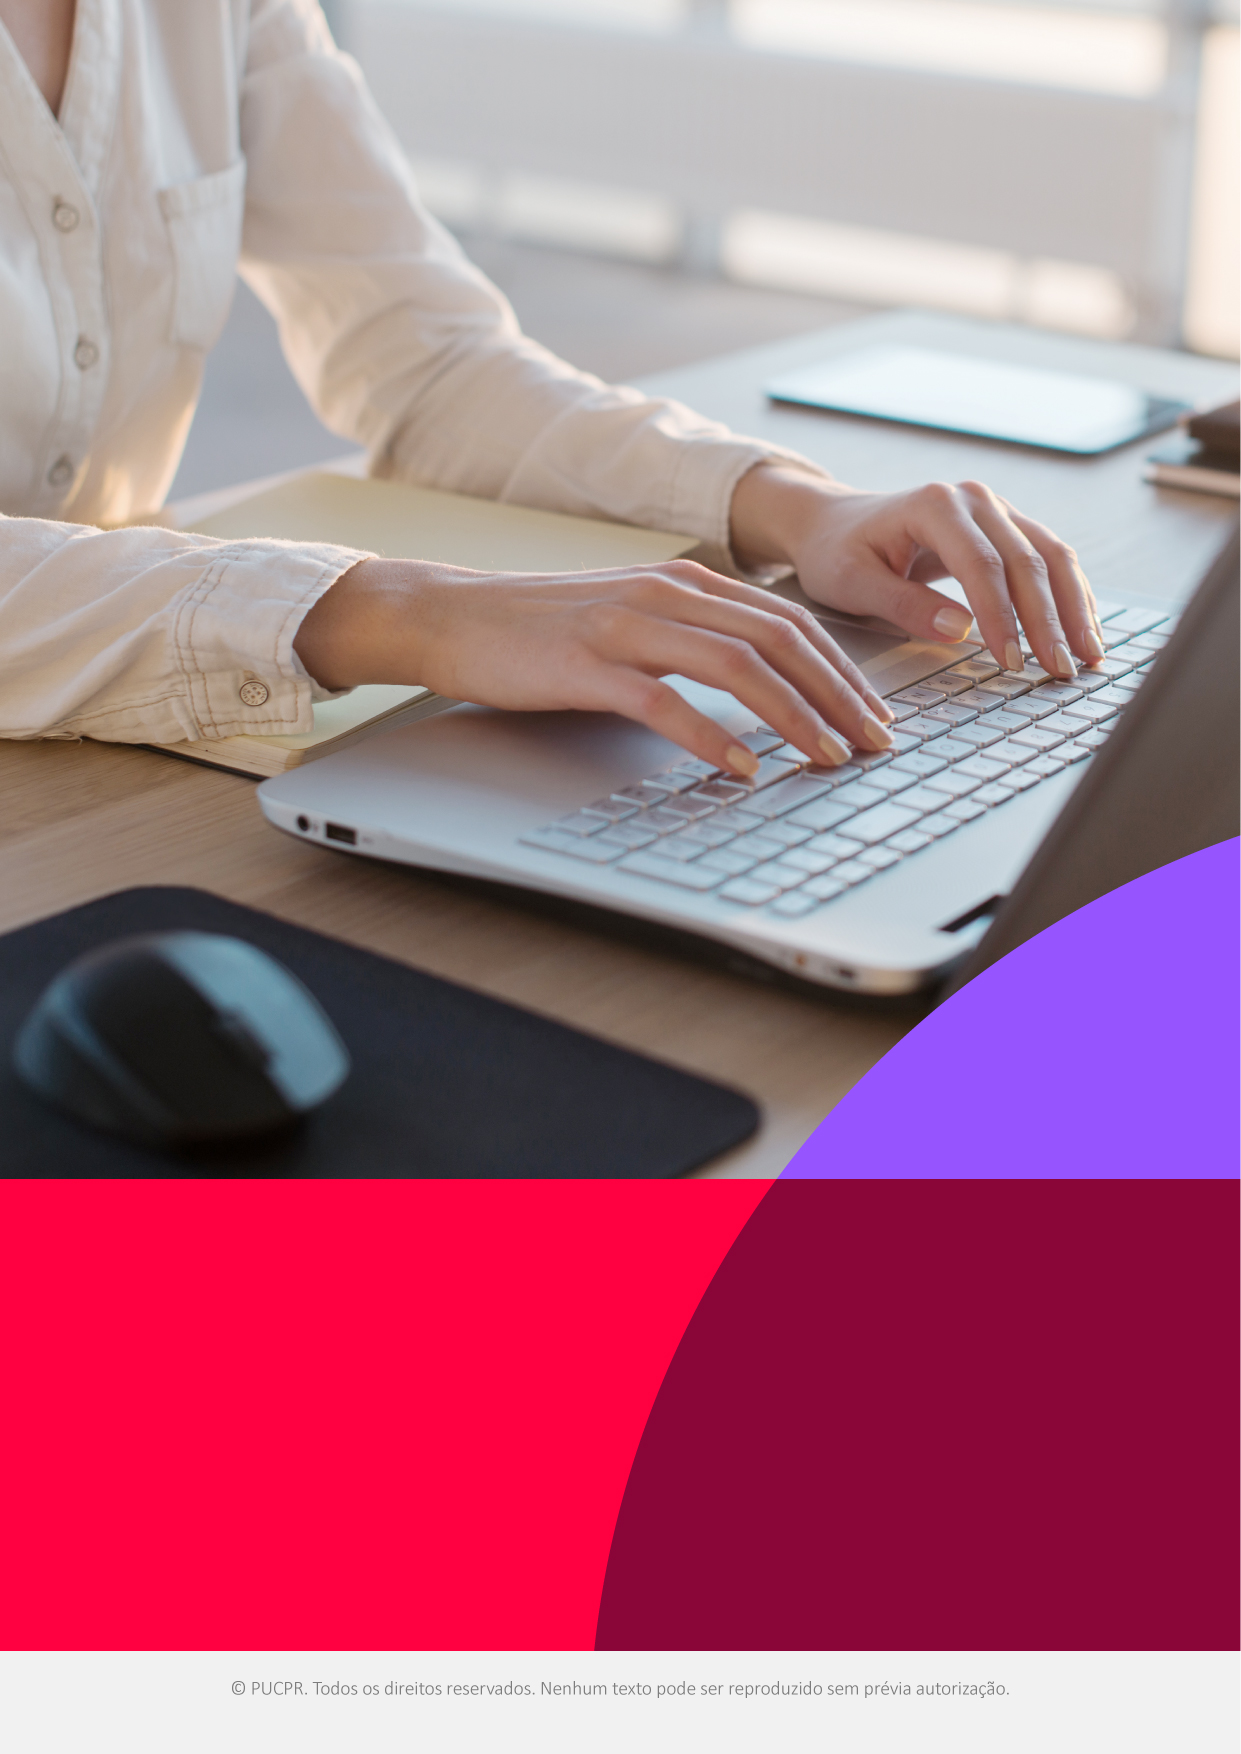 © PUCPR. Todos os direitos reservados. Nenhum texto pode ser reproduzido sem prévia autorização.